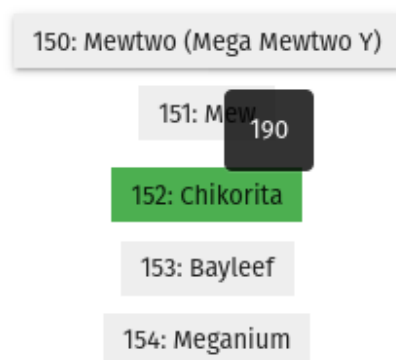 150: Mewtwo (Mega Mewtwo Y)
151: Mew
190
152: Chikorita
153: Bayleef
154: Meganium